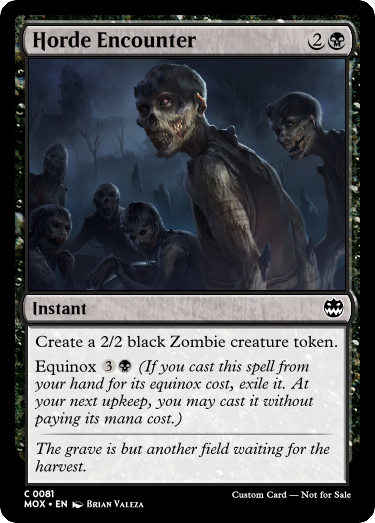 Horde Encounter 2
Instant
Create a 2/2 black Zombie creature token.
Equinox 3 (If you cast this spell from
your hand for its equinox cost, exile it. At
your next upkeep, you may cast it without
paying its mana cost.)
The grave is but another field waiting for the
harvest.
C 0081
MOX • EN Brian Valeza
Custom Card — Not for Sale